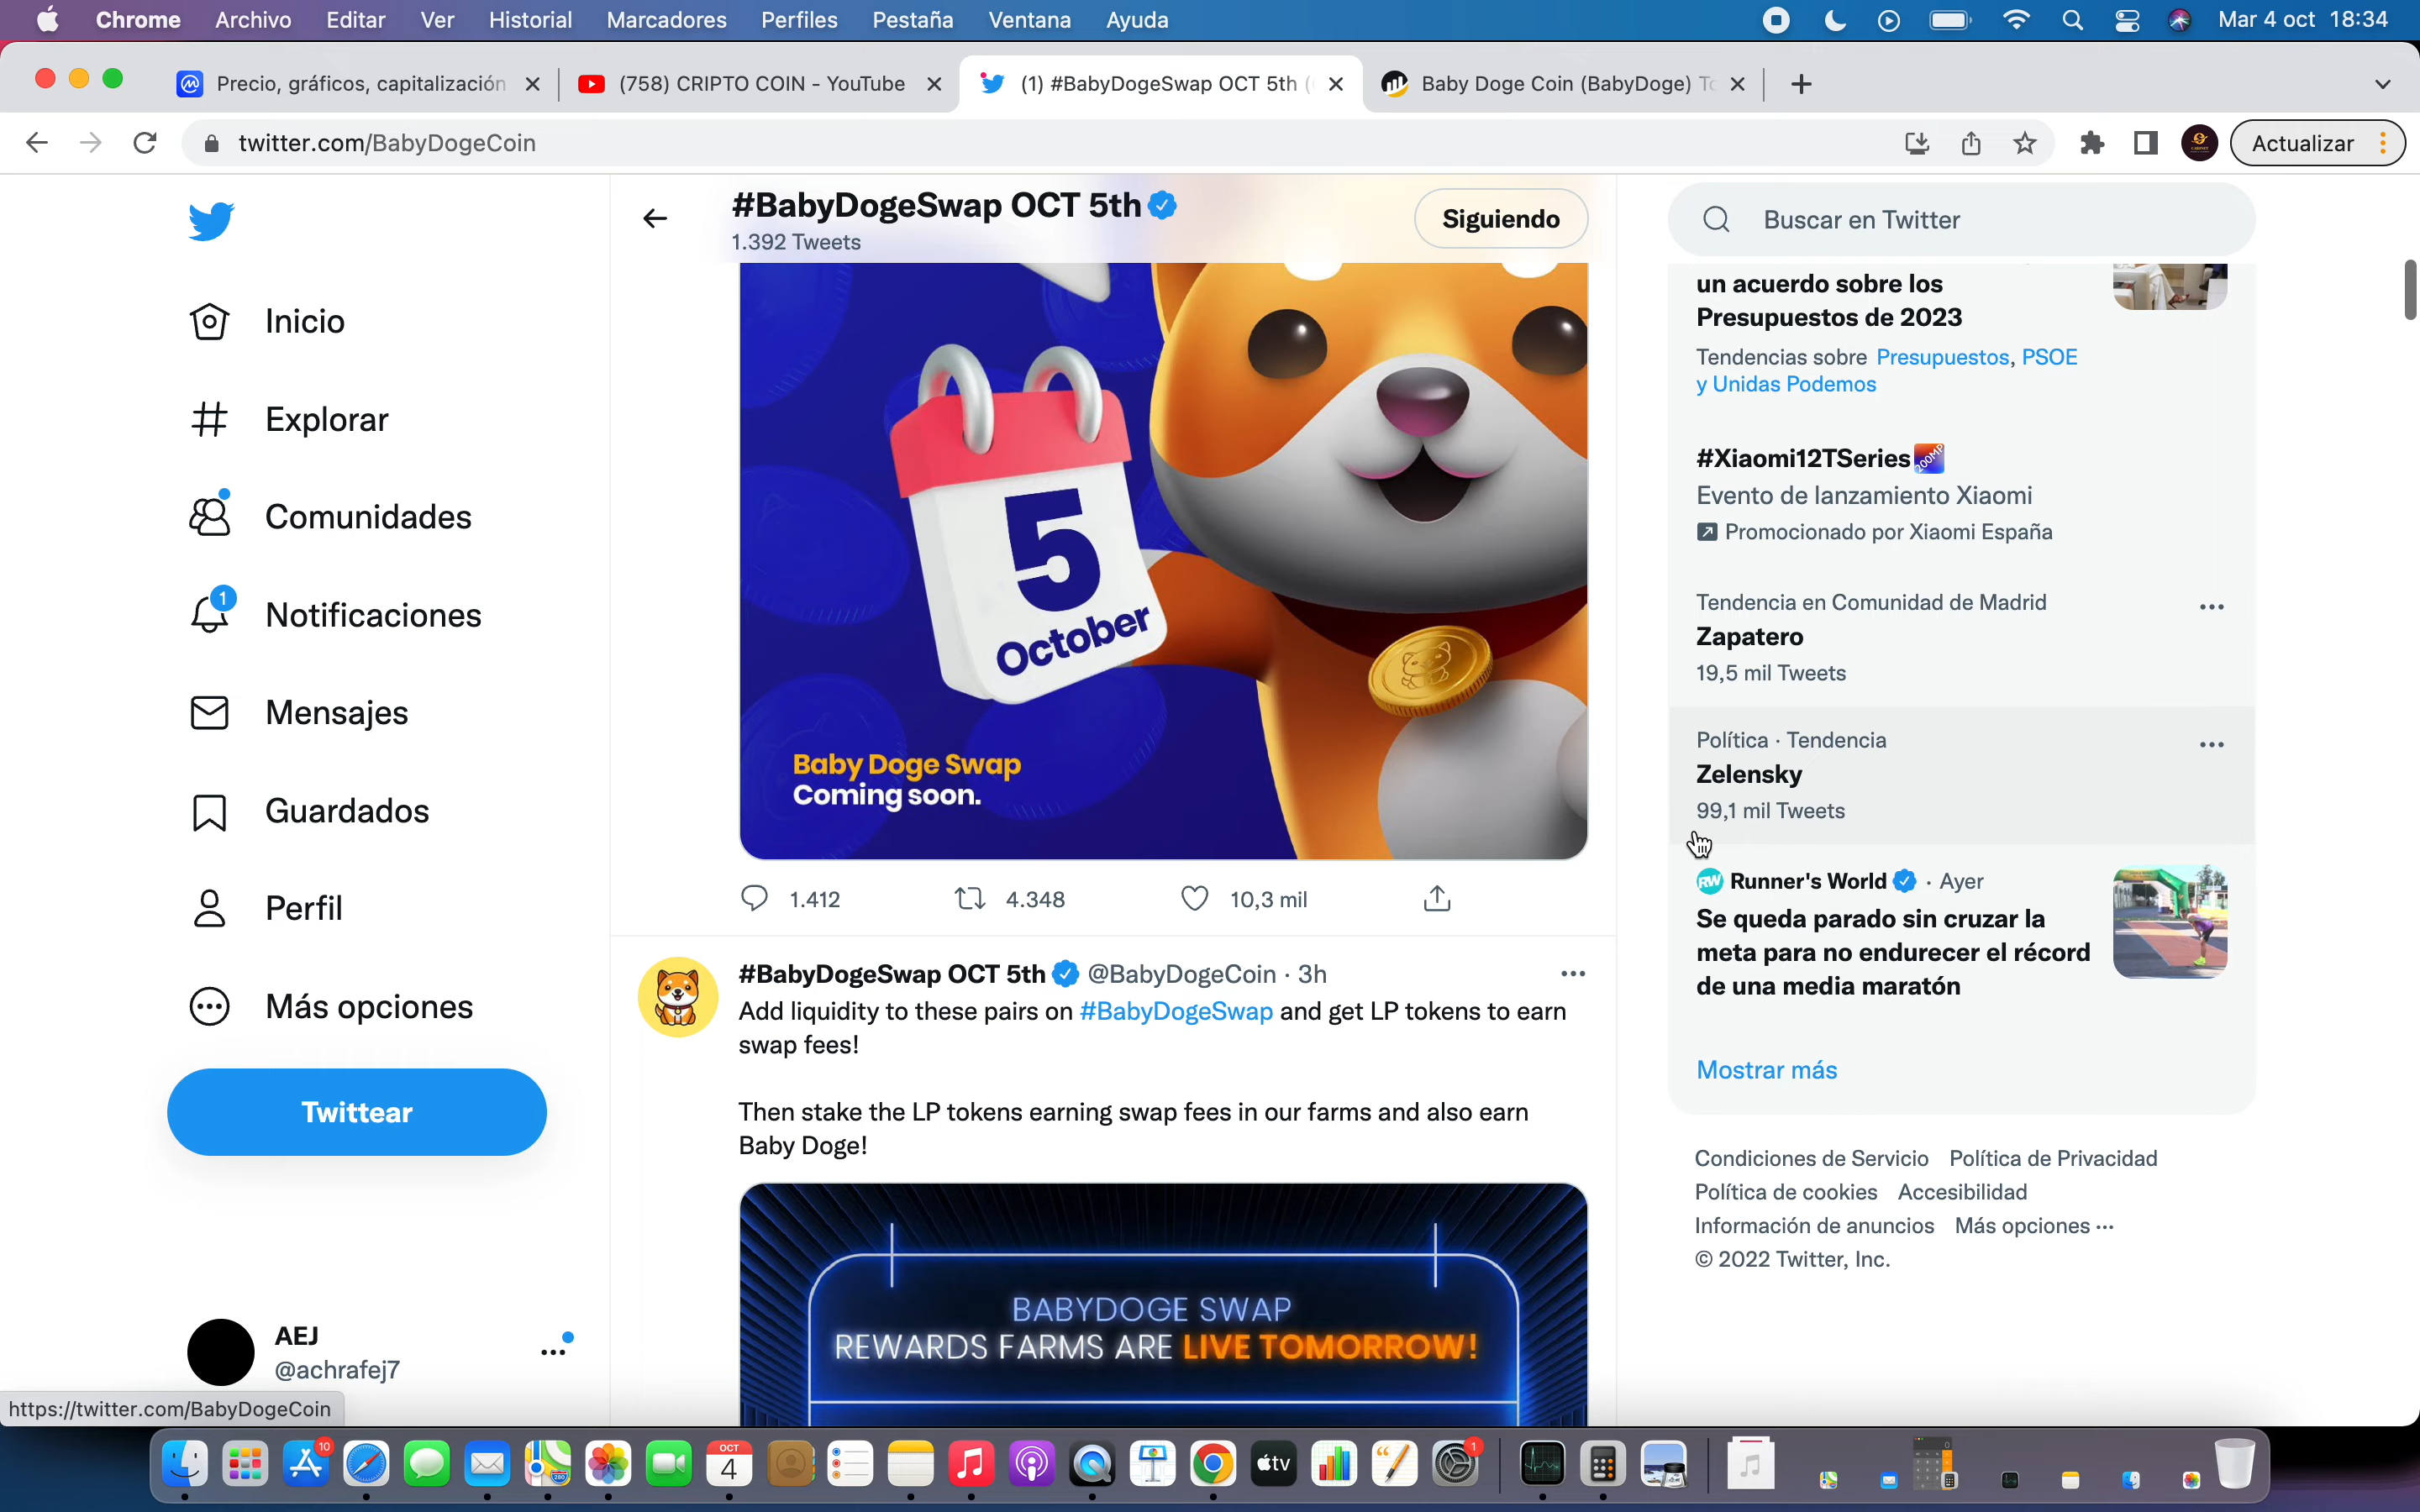 Chrome Archivo Editar Ver Historial Marcadores Perfiles Pestaña Ventana Ayuda
Mar 4 oct 18:34
Precio, gráficos, capitalización
(758) CRIPTO COIN - YouTube
(1) #BabyDogeSwap OCT 5th (
Baby Doge Coin (BabyDoge) To
twitter.com/BabyDogeCoin
Actualizar
Inicio
Explorar
Comunidades
1
Notificaciones
Mensajes
Guardados
Perfil
Más opciones
Twittear
AEJ
@achrafej7
https://twitter.com/BabyDogeCoin
#BabyDogeSwap OCT 5th
1.392 Tweets
Siguiendo
5
October
Baby Doge Swap
Coming soon.
1.412
4.348
10,3 mil
#BabyDogeSwap OCT 5th @BabyDogeCoin · 3h
Add liquidity to these pairs on #BabyDogeSwap and get LP tokens to earn
swap fees!
Then stake the LP tokens earning swap fees in our farms and also earn
Baby Doge!
BABYDOGE SWAP
REWARDS FARMS ARE LIVE TOMORROW!
Buscar en Twitter
un acuerdo sobre los
Presupuestos de 2023
Tendencias sobre Presupuestos, PSOE
y Unidas Podemos
#Xiaomi12TSeries
200MP
Evento de lanzamiento Xiaomi
Promocionado por Xiaomi España
Tendencia en Comunidad de Madrid
Zapatero
19,5 mil Tweets
Política · Tendencia
Zelensky
99,1 mil Tweets
RW Runner's World · Ayer
Se queda parado sin cruzar la
meta para no endurecer el récord
de una media maratón
Mostrar más
Condiciones de Servicio Política de Privacidad
Política de cookies Accesibilidad
Información de anuncios Más opciones ···
© 2022 Twitter, Inc.
10
280
OCT
4
tv
1